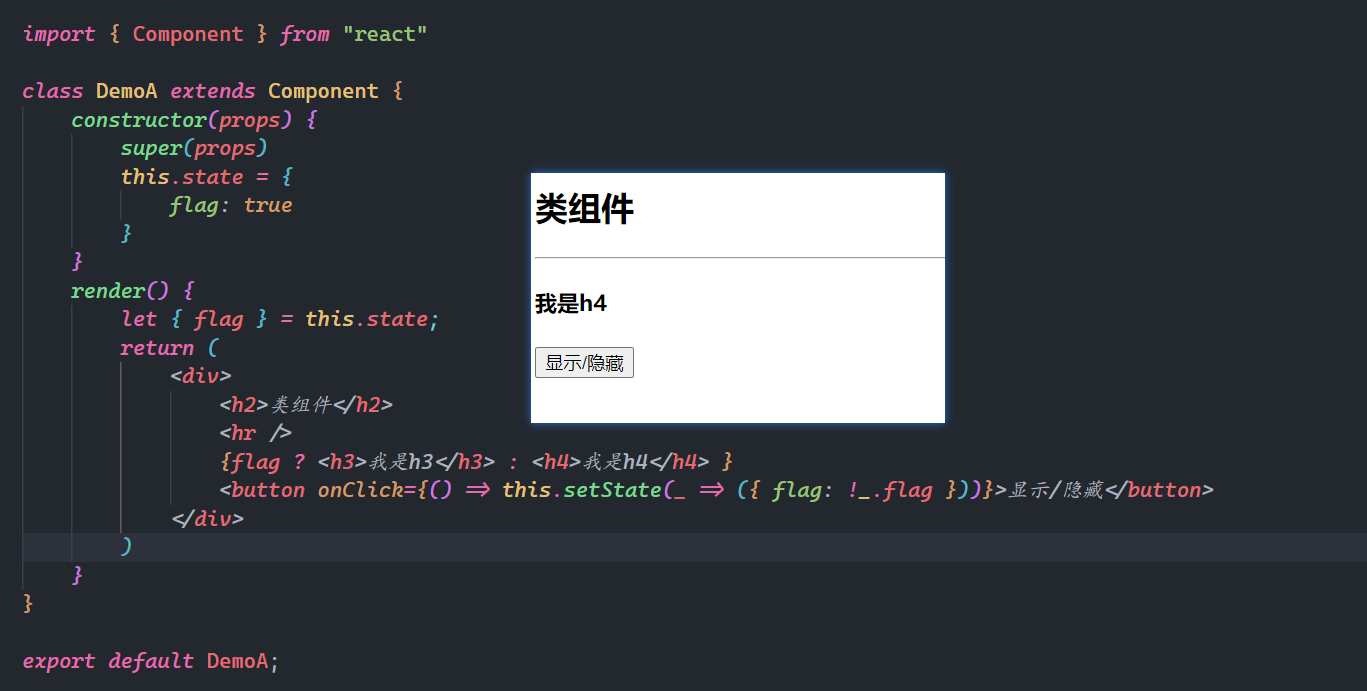 import { Component } from "react"
class DemoA extends Component {
constructor(props) {
super(props)
this.state = {
flag: true
}
}
render() {
let { flag } = this.state;
return (
<div>
<h2>类组件</h2>
<hr />
{flag ? <h3>我是h3</h3> : <h4>我是h4</h4> }
<button onClick={() => this.setState(_ => ({ flag: !_.flag }))}>显示/隐藏</button>
</div>
)
}
}
export default DemoA;
类组件
我是h4
显示/隐藏